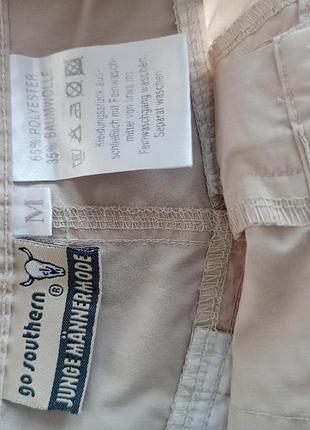 65% POLYESTER
35% BAUMWOLLE
Kleidungsstück aus-
schließlich mit Feinwasch-
mittel von links im
Feinwaschgang waschen.
Separat waschen.
M
go southern ®
JUNGE MÄNNERMODE